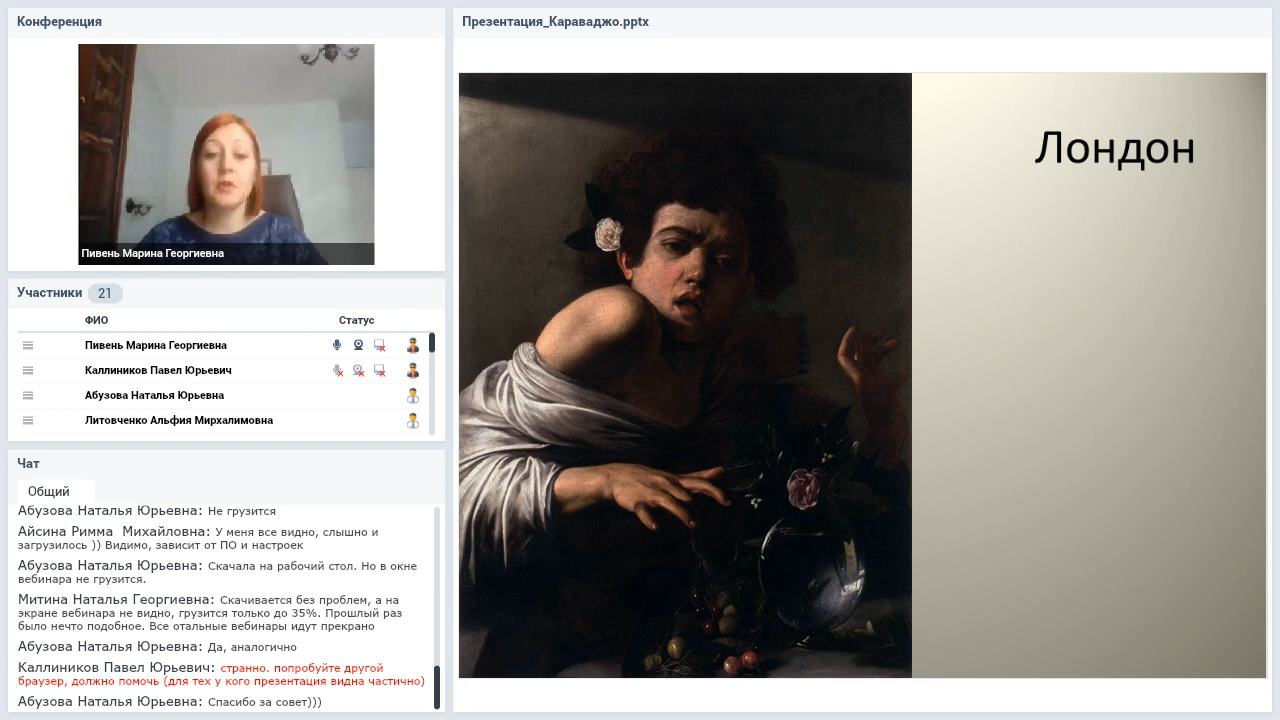 Конференция
Пивень Марина Георгиевна
Участники 21
ФИО Статус
Пивень Марина Георгиевна
Каллиников Павел Юрьевич
Абузова Наталья Юрьевна
Литовченко Альфия Мирхалимовна
Чат
Общий
Абузова Наталья Юрьевна: Не грузится
Айсина Римма Михайловна: У меня все видно, слышно и
загрузилось )) Видимо, зависит от ПО и настроек
Абузова Наталья Юрьевна: Скачала на рабочий стол. Но в окне
вебинара не грузится.
Митина Наталья Георгиевна: Скачивается без проблем, а на
экране вебинара не видно, грузится только до 35%. Прошлый раз
было нечто подобное. Все отальные вебинары идут прекрано
Абузова Наталья Юрьевна: Да, аналогично
Каллиников Павел Юрьевич: странно. попробуйте другой
браузер, должно помочь (для тех у кого презентация видна частично)
Абузова Наталья Юрьевна: Спасибо за совет)))
Презентация_Караваджо.pptx
Лондон